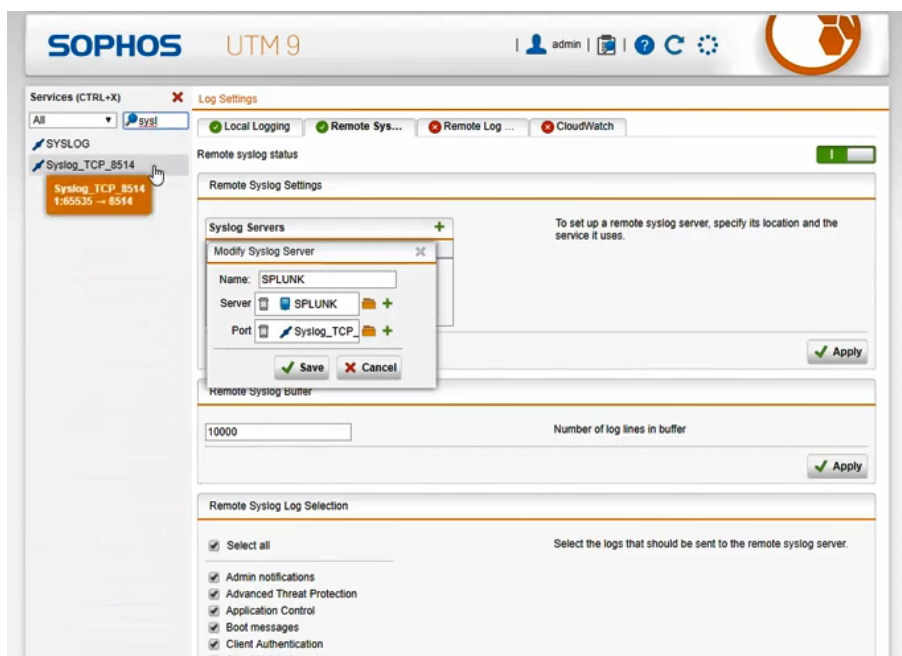 SOPHOS UTM 9
| admin | | ?
Services (CTRL+X)
All
sysl
SYSLOG
Syslog_TCP_8514
Syslog_TCP_8514
1:65535 → 8514
Log Settings
Local Logging
Remote Sys...
Remote Log ...
CloudWatch
Remote syslog status
Remote Syslog Settings
Syslog Servers
To set up a remote syslog server, specify its location and the
service it uses.
Modify Syslog Server
Name: SPLUNK
Server SPLUNK
Port Syslog_TCP_
Save Cancel
Apply
Remote Syslog Buffer
10000
Number of log lines in buffer
Apply
Remote Syslog Log Selection
Select all
Select the logs that should be sent to the remote syslog server.
Admin notifications
Advanced Threat Protection
Application Control
Boot messages
Client Authentication